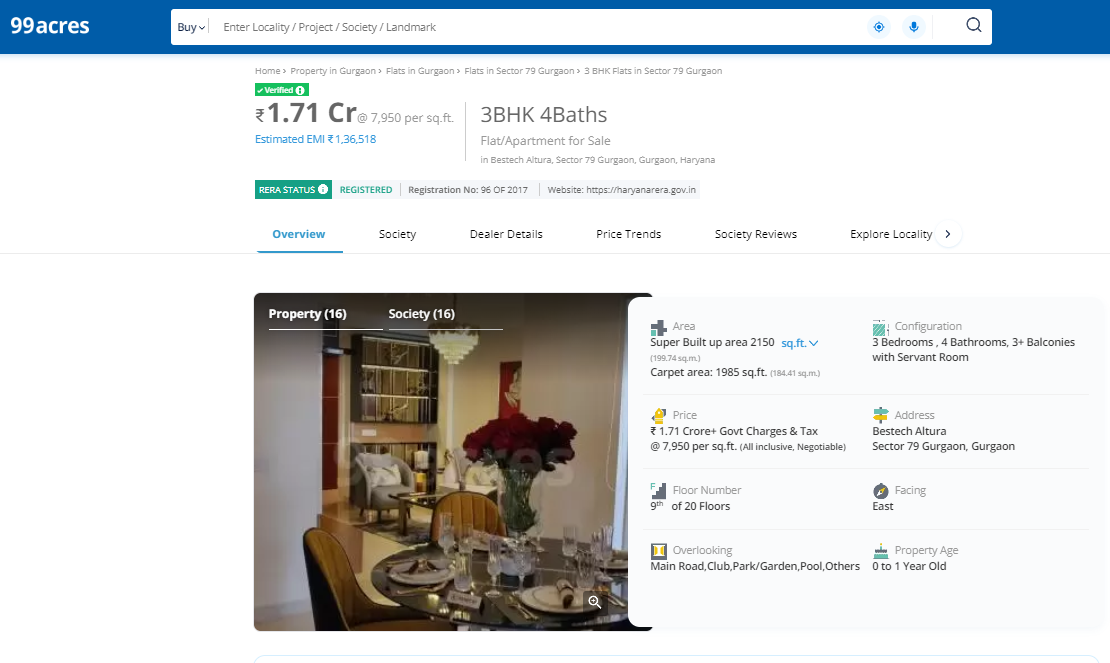 99acres
Buy
Enter Locality / Project / Society / Landmark
Home > Property in Gurgaon > Flats in Gurgaon > Flats in Sector 79 Gurgaon > 3 BHK Flats in Sector 79 Gurgaon
Verified
₹1.71 Cr @ 7,950 per sq.ft.
Estimated EMI ₹1,36,518
3BHK 4Baths
Flat/Apartment for Sale
in Bestech Altura, Sector 79 Gurgaon, Gurgaon, Haryana
RERA STATUS REGISTERED Registration No: 96 OF 2017 Website: https://haryanarera.gov.in
Overview Society Dealer Details Price Trends Society Reviews Explore Locality
Property (16) Society (16)
Area
Super Built up area 2150 sq.ft.
(199.74 sq.m.)
Carpet area: 1985 sq.ft. (184.41 sq.m.)
Configuration
3 Bedrooms , 4 Bathrooms, 3+ Balconies
with Servant Room
Price
₹ 1.71 Crore+ Govt Charges & Tax
@ 7,950 per sq.ft. (All inclusive, Negotiable)
Address
Bestech Altura
Sector 79 Gurgaon, Gurgaon
Floor Number
9th of 20 Floors
Facing
East
Overlooking
Main Road,Club,Park/Garden,Pool,Others
Property Age
0 to 1 Year Old